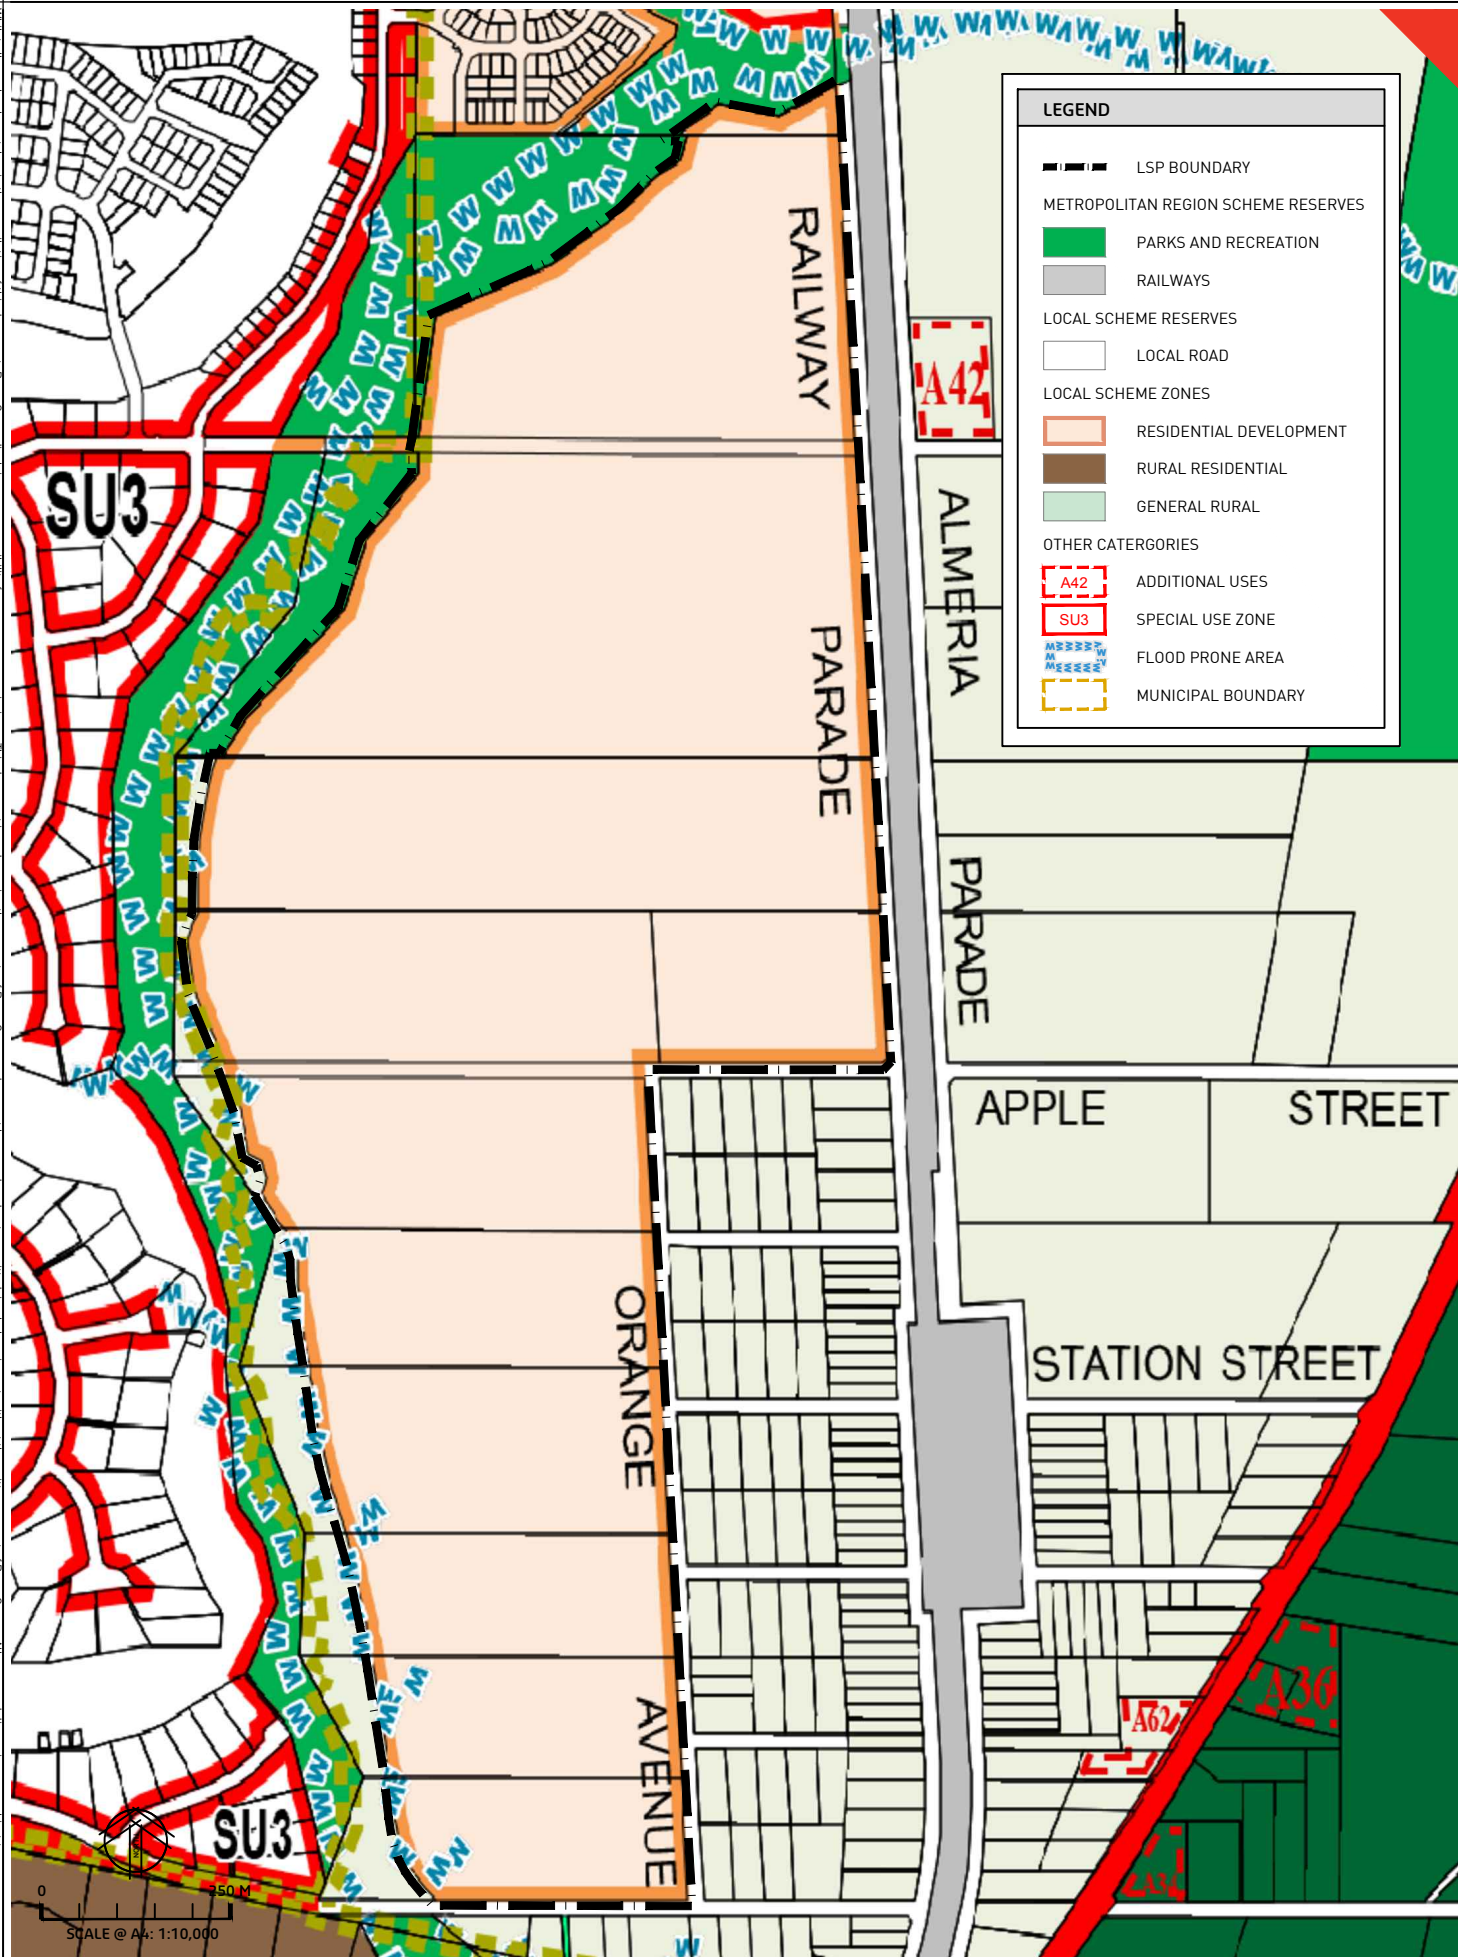 LEGEND
LSP BOUNDARY
METROPOLITAN REGION SCHEME RESERVES
PARKS AND RECREATION
RAILWAYS
LOCAL SCHEME RESERVES
LOCAL ROAD
LOCAL SCHEME ZONES
RESIDENTIAL DEVELOPMENT
RURAL RESIDENTIAL
GENERAL RURAL
OTHER CATERGORIES
A42 ADDITIONAL USES
SU3 SPECIAL USE ZONE
FLOOD PRONE AREA
MUNICIPAL BOUNDARY
RAILWAY
PARADE
A42
ALMERIA
PARADE
SU3
APPLE STREET
STATION STREET
ORANGE
AVENUE
A62
A36
SU3
0 250 M
SCALE @ A4: 1:10,000